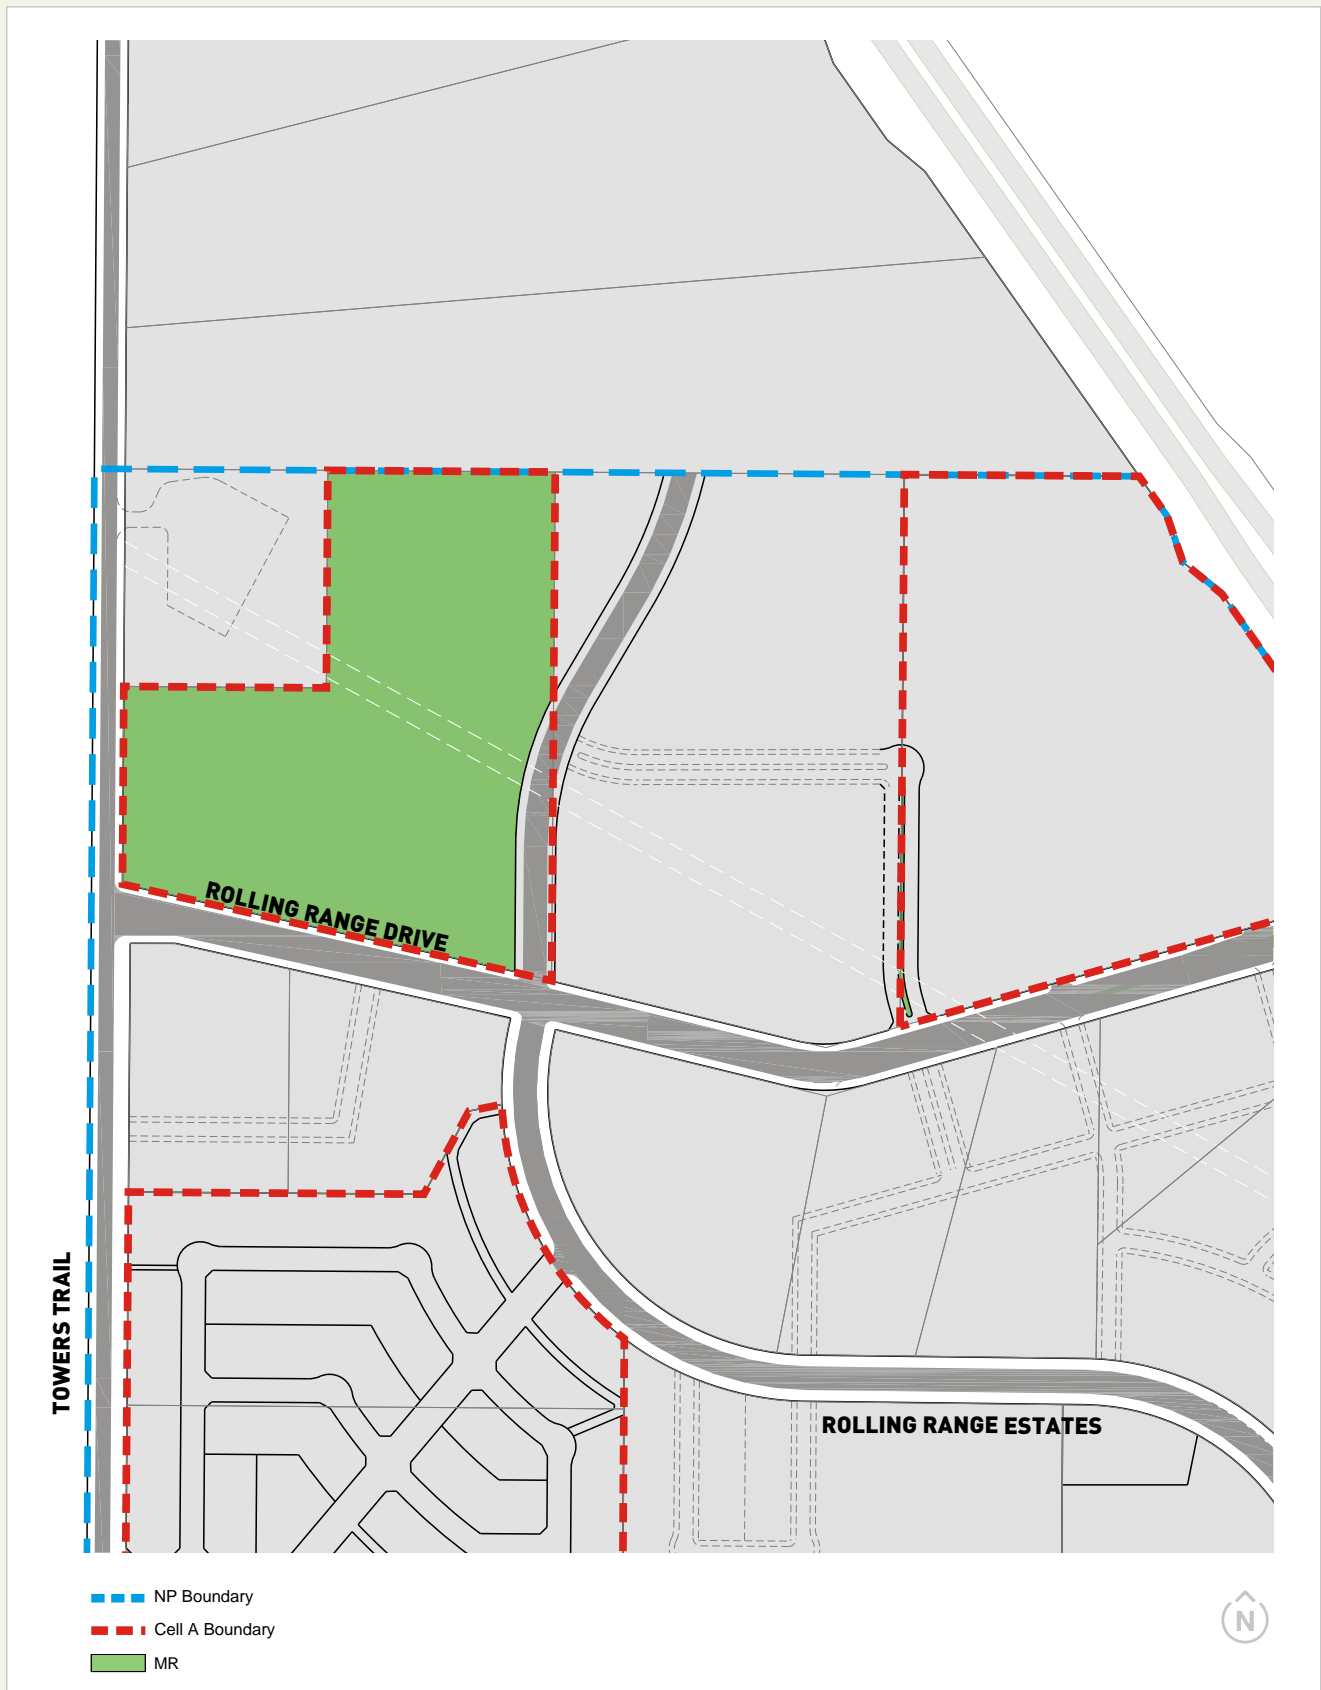 ROLLING RANGE DRIVE
TOWERS TRAIL
ROLLING RANGE ESTATES
NP Boundary
Cell A Boundary
MR
N